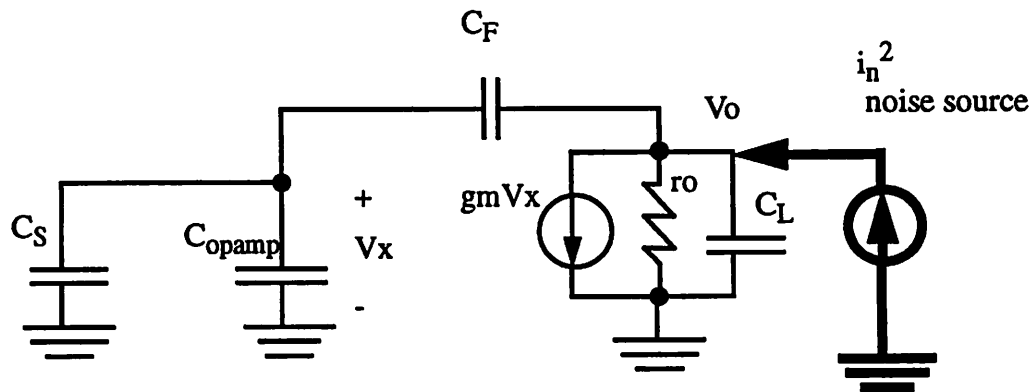 C_F
i_n^2
noise source
Vo
C_S
C_opamp
+
Vx
-
gmVx
ro
C_L